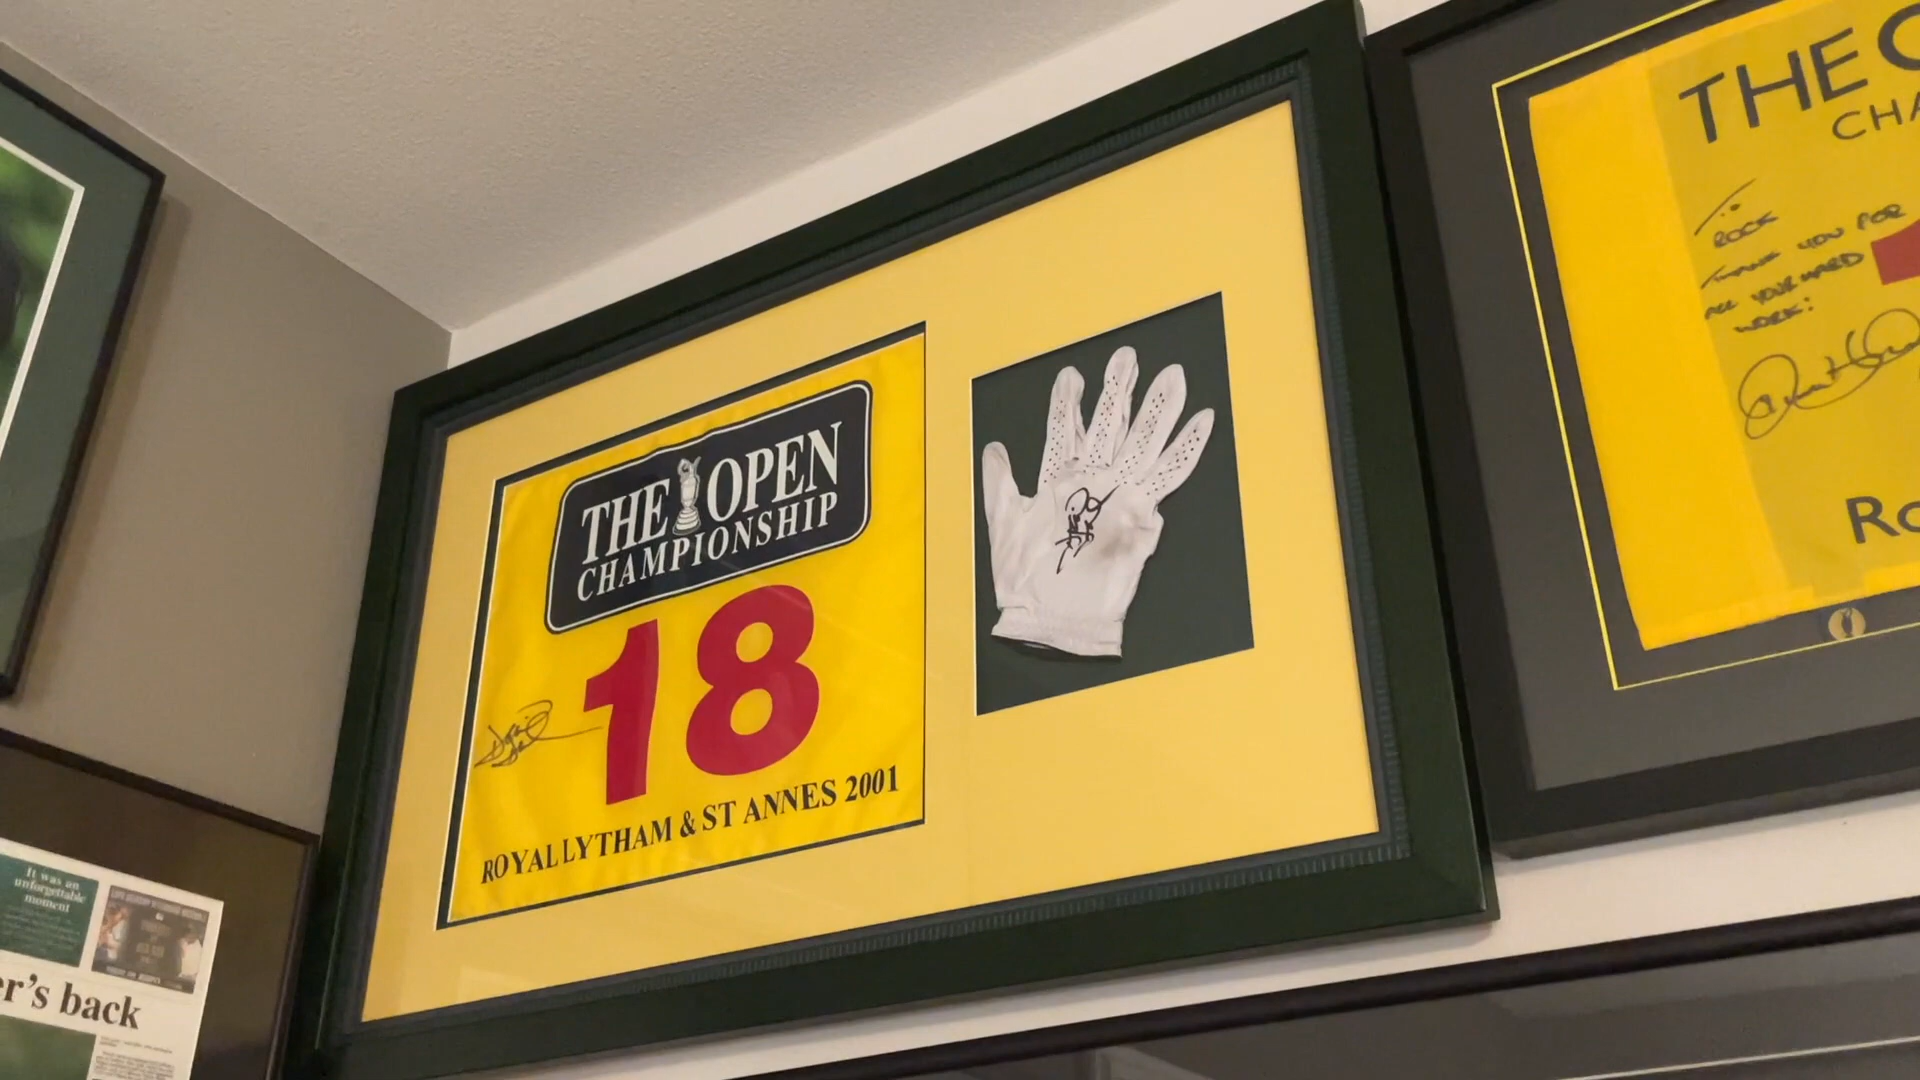 THE OPEN
CHAMPIONSHIP
18
ROYAL LYTHAM & ST ANNES 2001
THE O
CHA
ROCK
THANK YOU FOR
ALL YOUR HARD
WORK!
Ro
It was an
unforgettable
moment
er's back